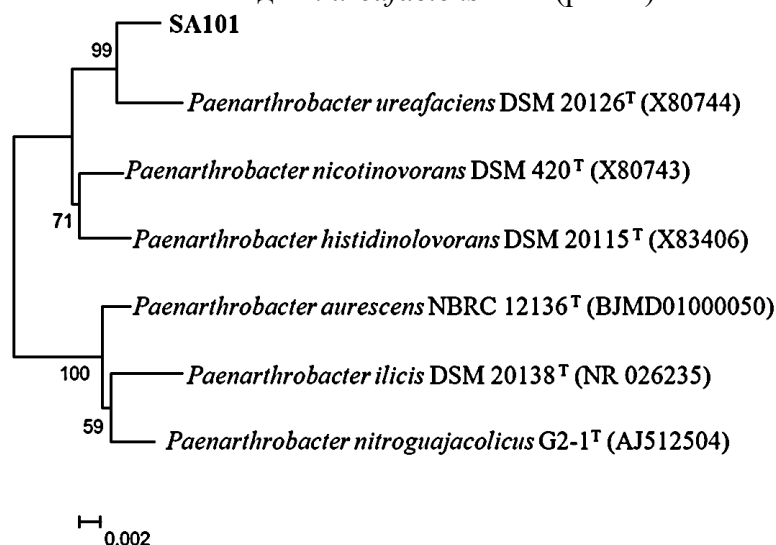 SA101
99
Paenarthrobacter ureafaciens DSM 20126ᵀ (X80744)
Paenarthrobacter nicotinovorans DSM 420ᵀ (X80743)
71
Paenarthrobacter histidinolovorans DSM 20115ᵀ (X83406)
Paenarthrobacter aurescens NBRC 12136ᵀ (BJMD01000050)
100
Paenarthrobacter ilicis DSM 20138ᵀ (NR 026235)
59
Paenarthrobacter nitroguajacolicus G2-1ᵀ (AJ512504)
0.002